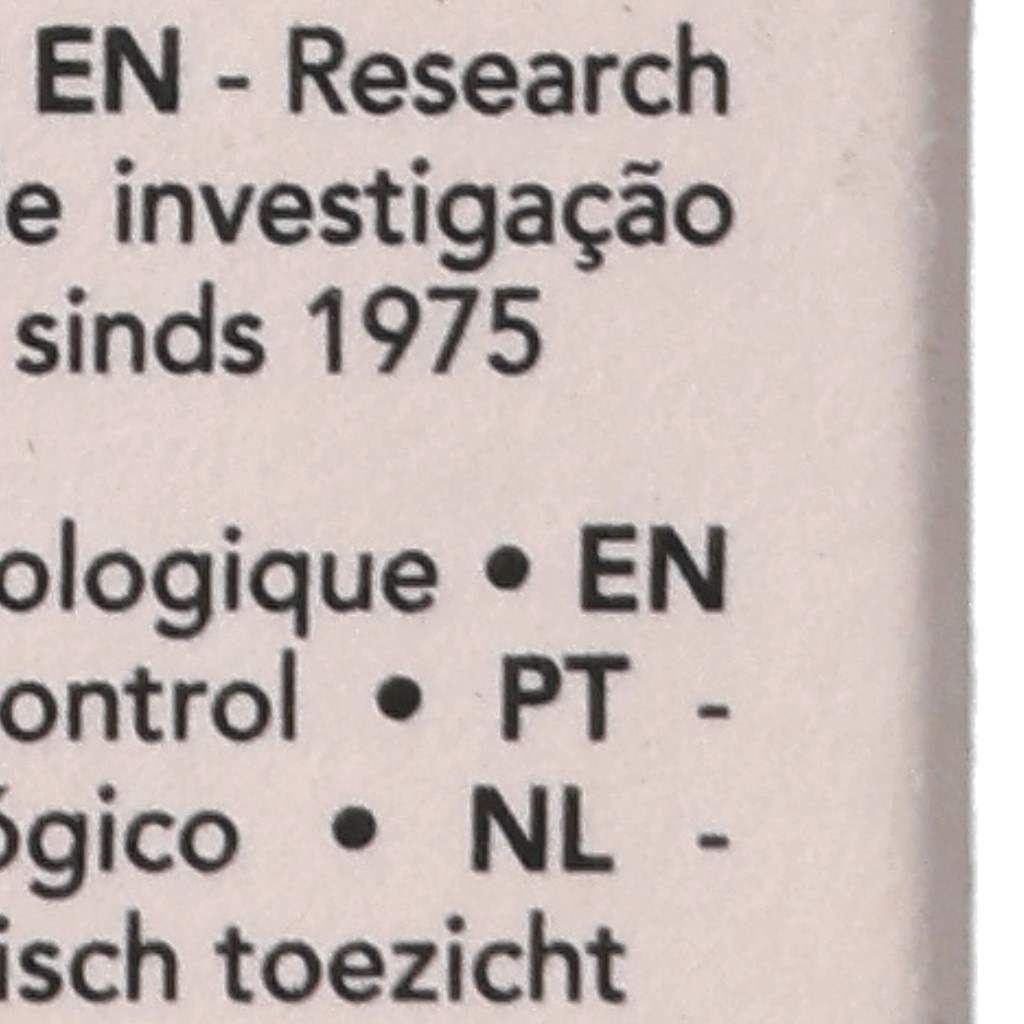 EN - Research
e investigação
sinds 1975
ologique • EN
ontrol • PT -
ógico • NL -
isch toezicht